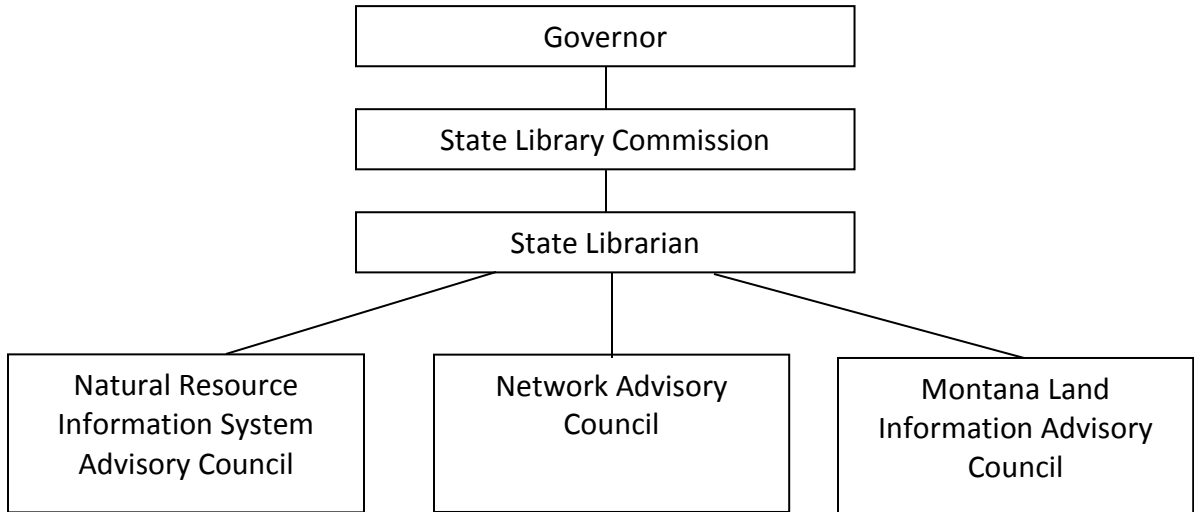 Governor
State Library Commission
State Librarian
Natural Resource
Information System
Advisory Council
Network Advisory
Council
Montana Land
Information Advisory
Council